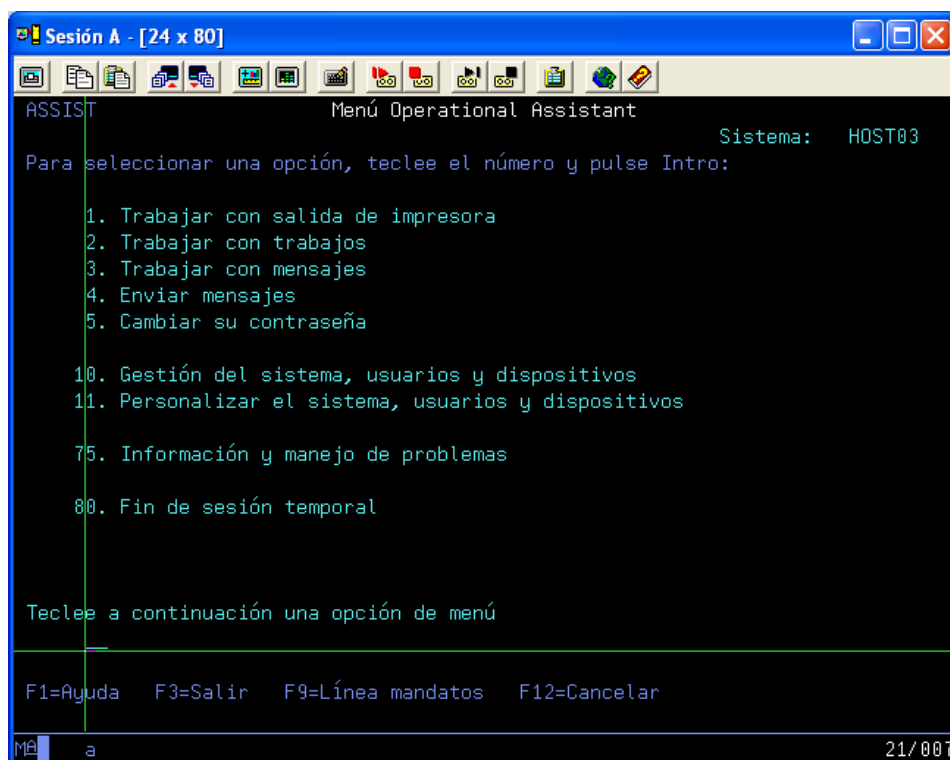 Sesión A - [24 x 80]
ASSIST Menú Operational Assistant
Sistema: HOST03
Para seleccionar una opción, teclee el número y pulse Intro:
1. Trabajar con salida de impresora
2. Trabajar con trabajos
3. Trabajar con mensajes
4. Enviar mensajes
5. Cambiar su contraseña
10. Gestión del sistema, usuarios y dispositivos
11. Personalizar el sistema, usuarios y dispositivos
75. Información y manejo de problemas
80. Fin de sesión temporal
Teclee a continuación una opción de menú
F1=Ayuda F3=Salir F9=Línea mandatos F12=Cancelar
MA a 21/007